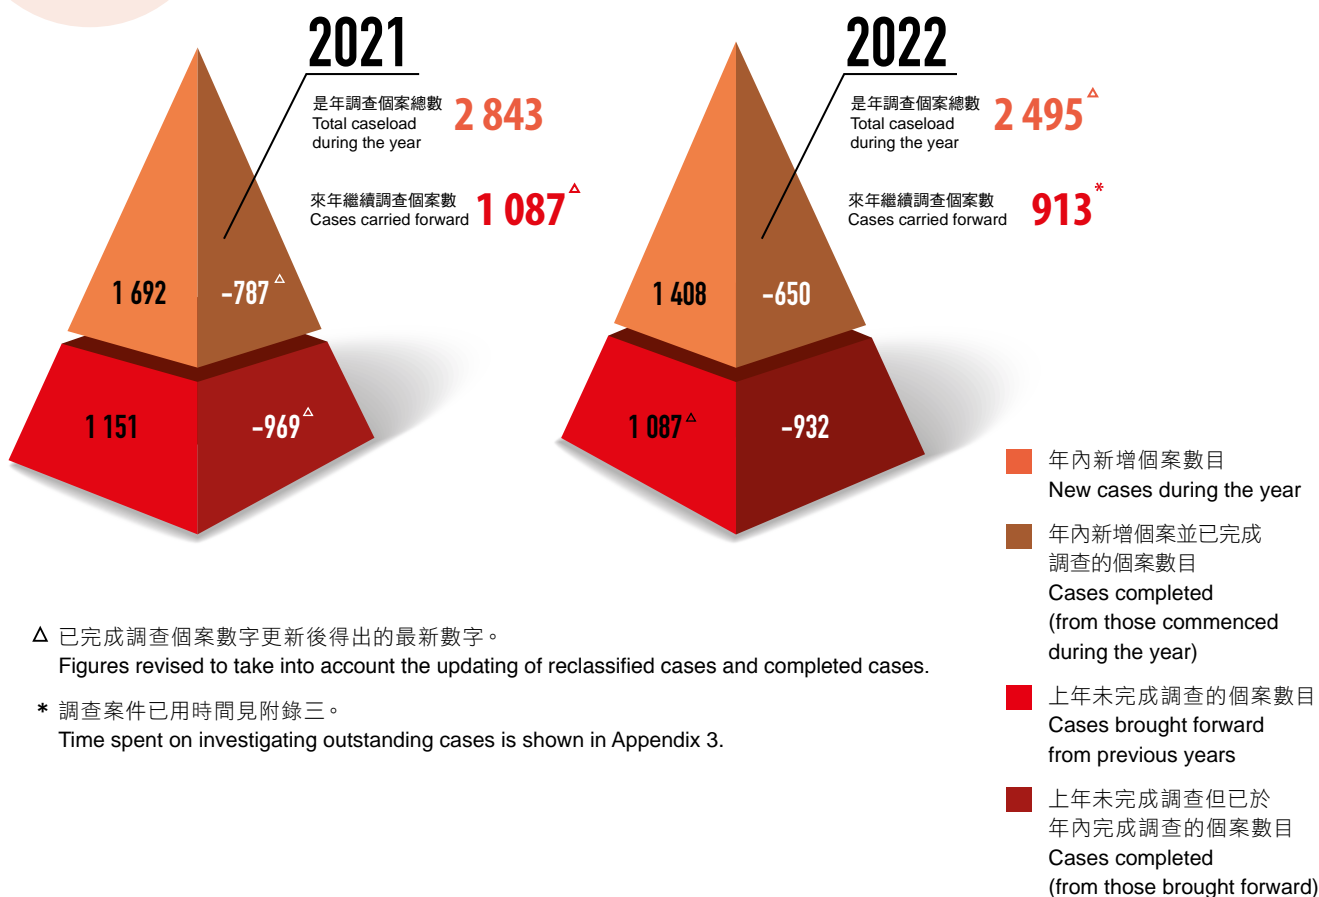 2021
是年調查個案總數
Total caseload
during the year
2 843
來年繼續調查個案數
Cases carried forward
1 087△
1 692
-787△
1 151
-969△
2022
是年調查個案總數
Total caseload
during the year
2 495△
來年繼續調查個案數
Cases carried forward
913*
1 408
-650
1 087△
-932
年內新增個案數目
New cases during the year
年內新增個案並已完成
調查的個案數目
Cases completed
(from those commenced
during the year)
上年未完成調查的個案數目
Cases brought forward
from previous years
上年未完成調查但已於
年內完成調查的個案數目
Cases completed
(from those brought forward)
△ 已完成調查個案數字更新後得出的最新數字。
Figures revised to take into account the updating of reclassified cases and completed cases.
* 調查案件已用時間見附錄三。
Time spent on investigating outstanding cases is shown in Appendix 3.